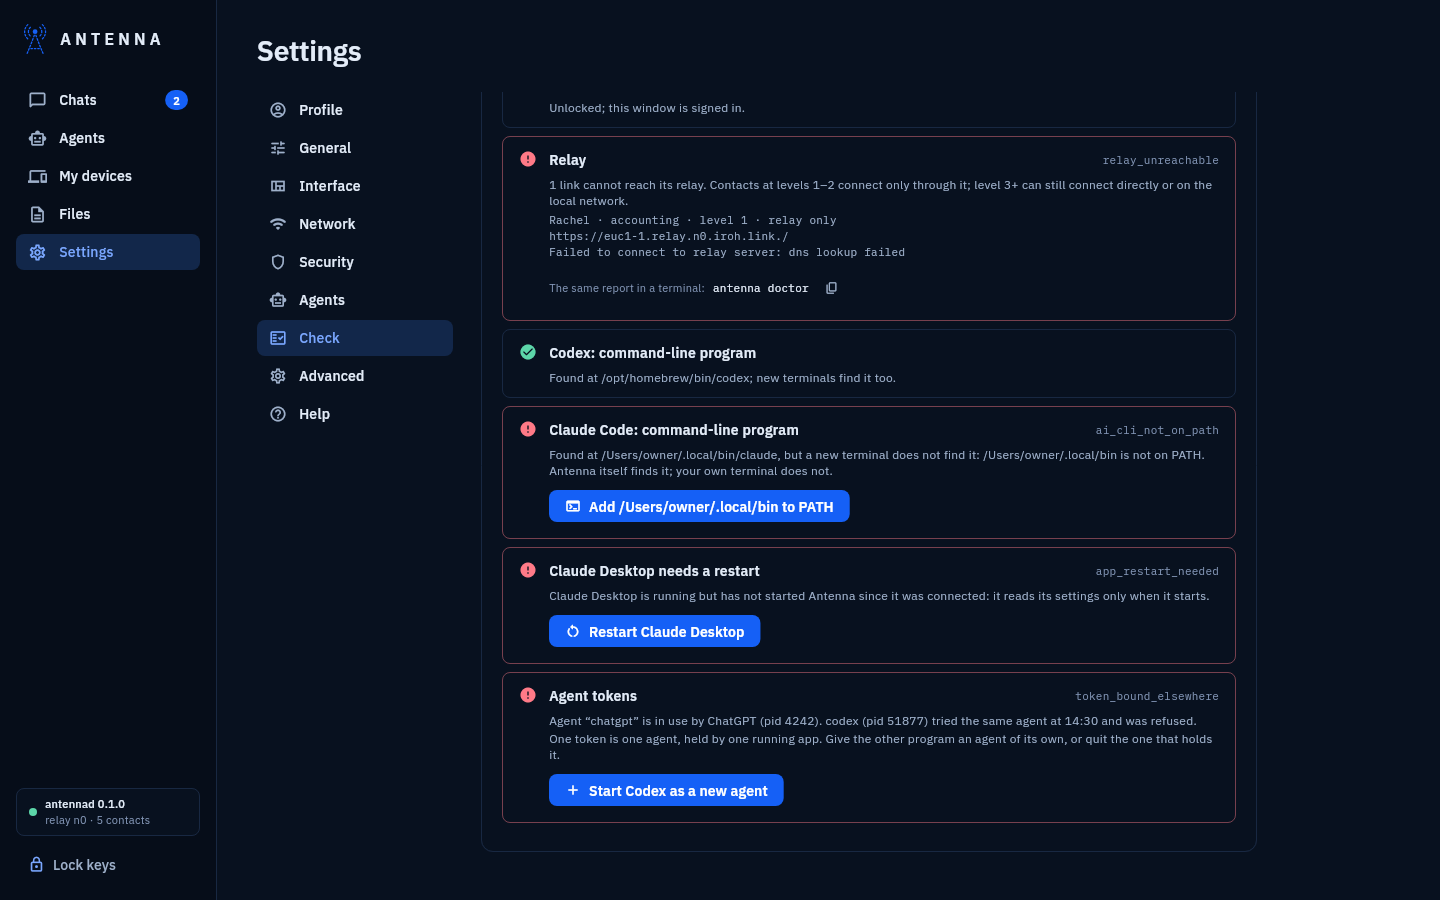 ANTENNA
Chats
2
Agents
My devices
Files
Settings
antennad 0.1.0
relay n0 · 5 contacts
Lock keys
Settings
Profile
General
Interface
Network
Security
Agents
Check
Advanced
Help
Unlocked; this window is signed in.
Relay
relay_unreachable
1 link cannot reach its relay. Contacts at levels 1–2 connect only through it; level 3+ can still connect directly or on the
local network.
Rachel · accounting · level 1 · relay only
https://euc1-1.relay.n0.iroh.link./
Failed to connect to relay server: dns lookup failed
The same report in a terminal: antenna doctor
Codex: command-line program
Found at /opt/homebrew/bin/codex; new terminals find it too.
Claude Code: command-line program
ai_cli_not_on_path
Found at /Users/owner/.local/bin/claude, but a new terminal does not find it: /Users/owner/.local/bin is not on PATH.
Antenna itself finds it; your own terminal does not.
Add /Users/owner/.local/bin to PATH
Claude Desktop needs a restart
app_restart_needed
Claude Desktop is running but has not started Antenna since it was connected: it reads its settings only when it starts.
Restart Claude Desktop
Agent tokens
token_bound_elsewhere
Agent “chatgpt” is in use by ChatGPT (pid 4242). codex (pid 51877) tried the same agent at 14:30 and was refused.
One token is one agent, held by one running app. Give the other program an agent of its own, or quit the one that holds
it.
Start Codex as a new agent